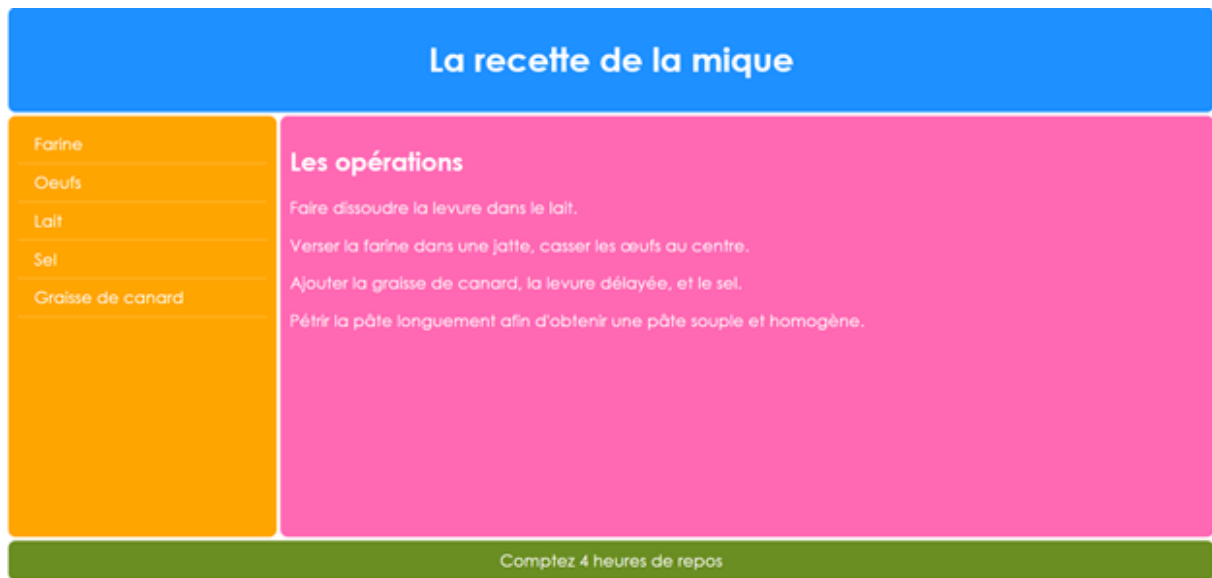 La recette de la mique
Farine
Oeufs
Lait
Sel
Graisse de canard
Les opérations
Faire dissoudre la levure dans le lait.
Verser la farine dans une jatte, casser les œufs au centre.
Ajouter la graisse de canard, la levure délayée, et le sel.
Pétrir la pâte longuement afin d'obtenir une pâte souple et homogène.
Comptez 4 heures de repos